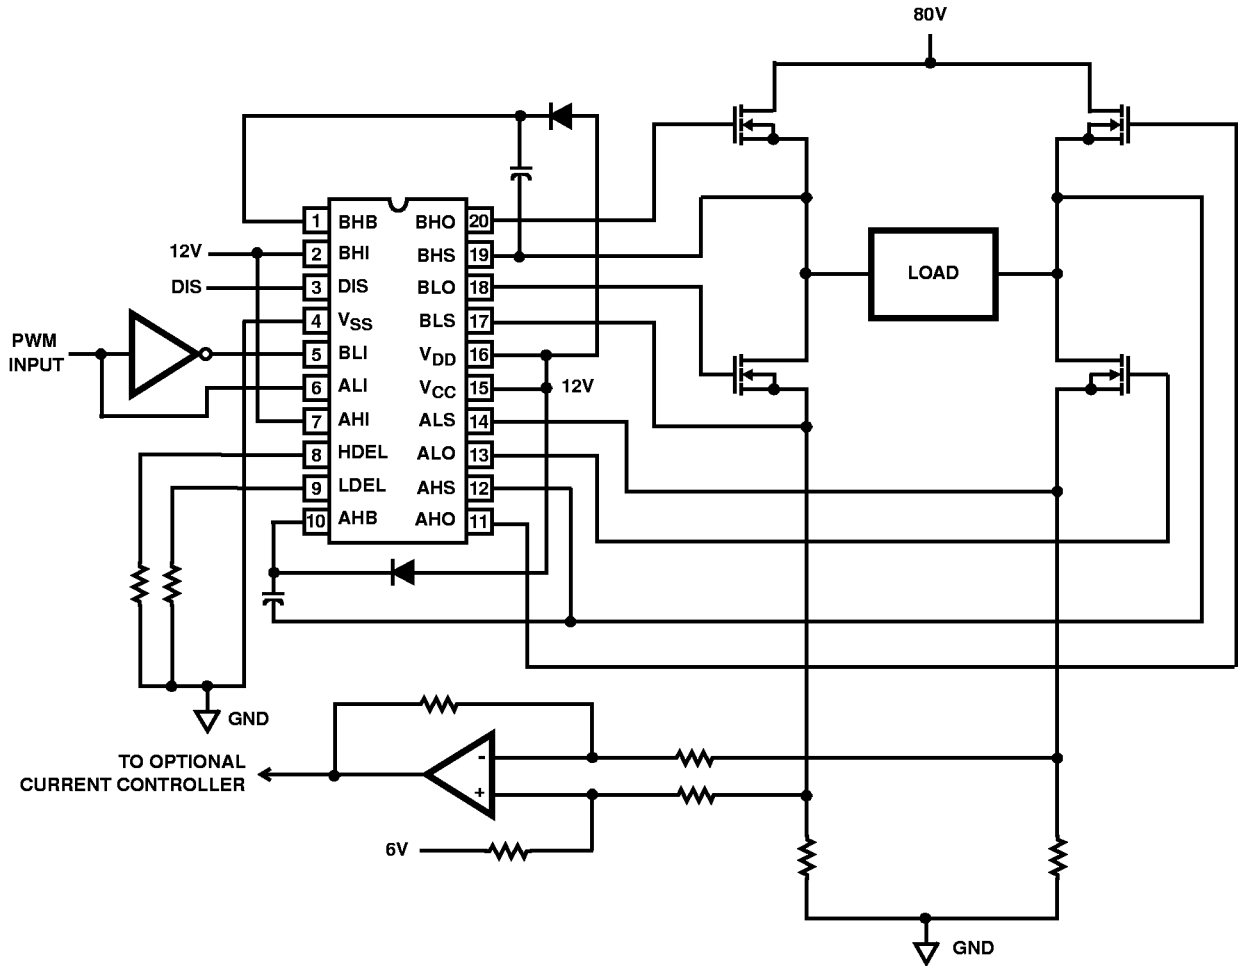 80V
1 BHB BHO 20
12V 2 BHI BHS 19
DIS 3 DIS BLO 18
4 VSS BLS 17
PWM
INPUT
5 BLI VDD 16
6 ALI VCC 15 12V
7 AHI ALS 14
8 HDEL ALO 13
9 LDEL AHS 12
10 AHB AHO 11
LOAD
GND
TO OPTIONAL
CURRENT CONTROLLER
-
+
6V
GND